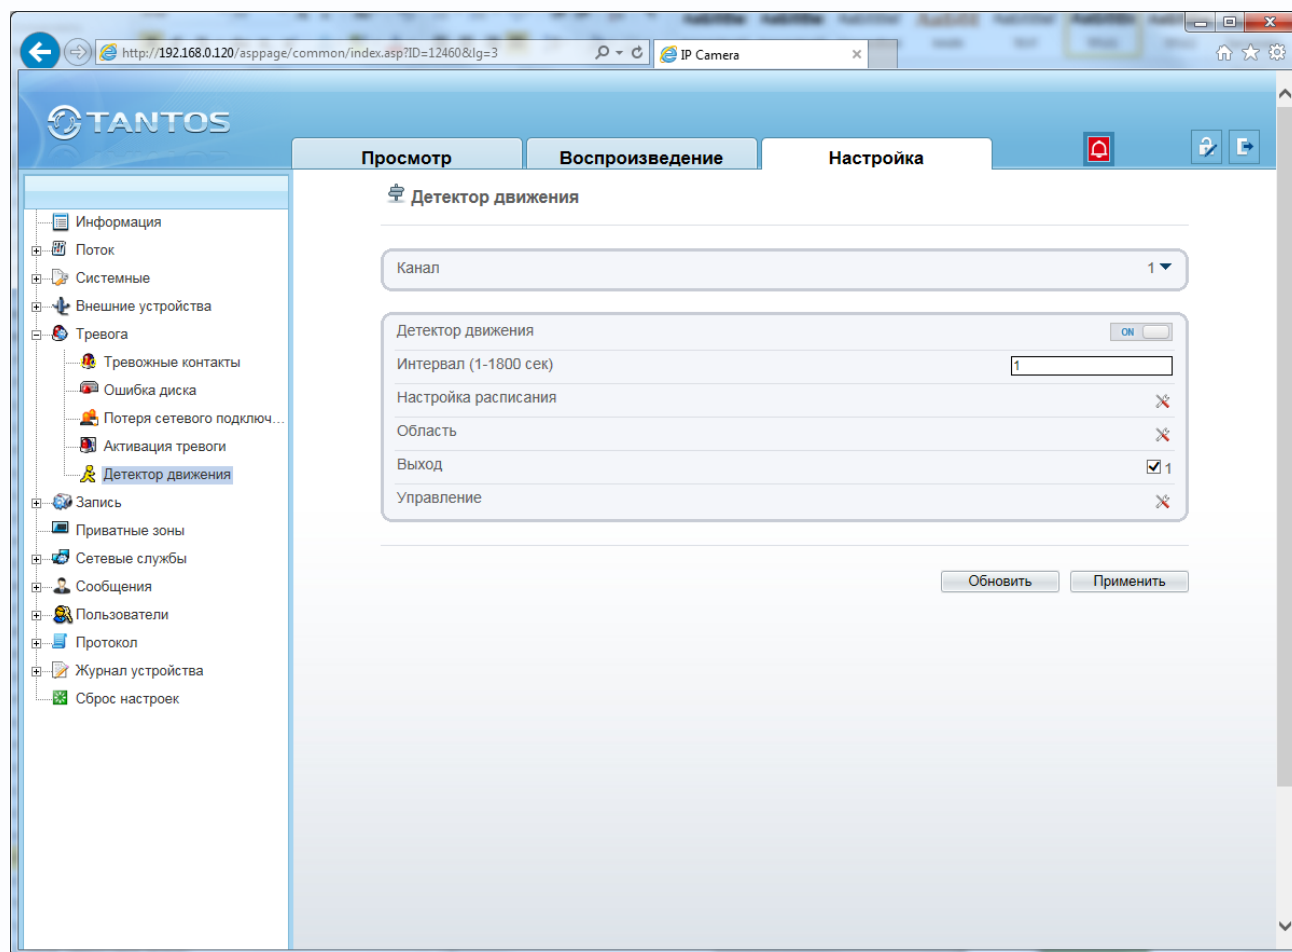 http://192.168.0.120/asppage/common/index.asp?ID=12460&lg=3
IP Camera
TANTOS
Просмотр
Воспроизведение
Настройка
Детектор движения
Информация
Поток
Системные
Внешние устройства
Тревога
Тревожные контакты
Ошибка диска
Потеря сетевого подключ...
Активация тревоги
Детектор движения
Запись
Приватные зоны
Сетевые службы
Сообщения
Пользователи
Протокол
Журнал устройства
Сброс настроек
Канал 1
Детектор движения ON
Интервал (1-1800 сек) 1
Настройка расписания
Область
Выход 1
Управление
Обновить Применить